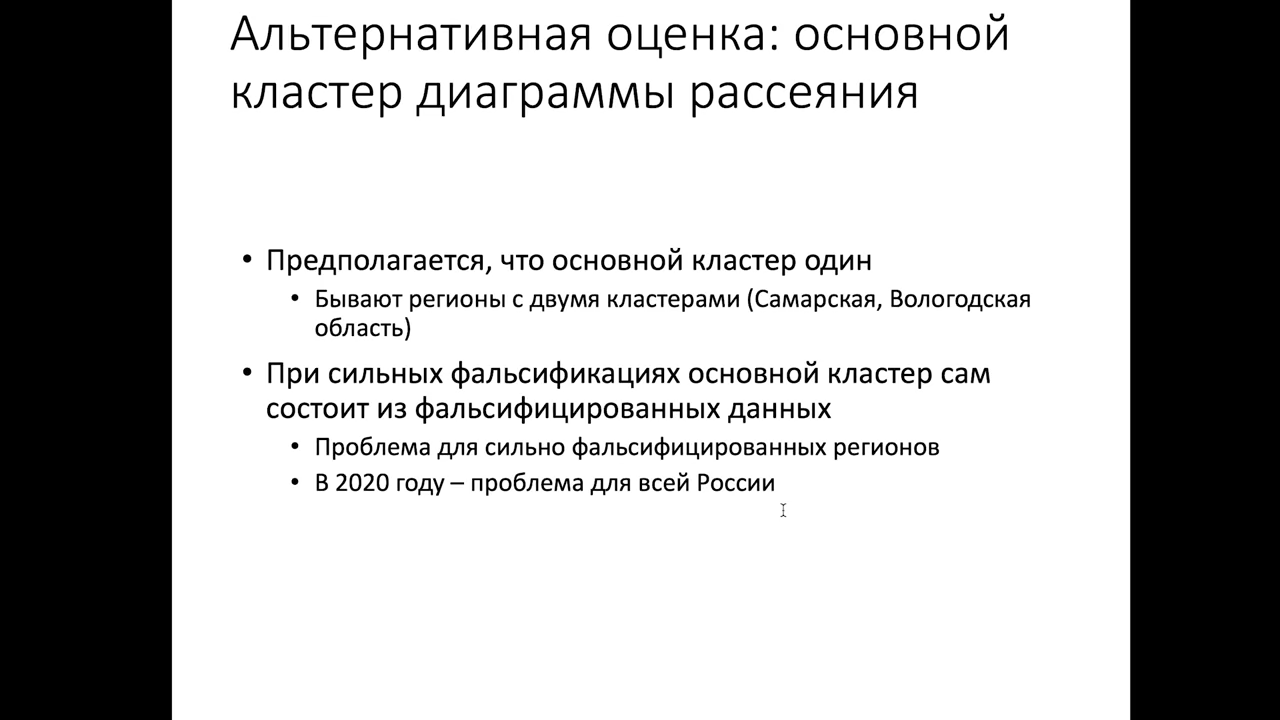 Альтернативная оценка: основной
кластер диаграммы рассеяния
• Предполагается, что основной кластер один
• Бывают регионы с двумя кластерами (Самарская, Вологодская
область)
• При сильных фальсификациях основной кластер сам
состоит из фальсифицированных данных
• Проблема для сильно фальсифицированных регионов
• В 2020 году – проблема для всей России